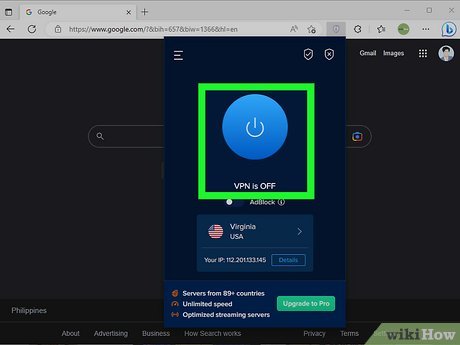 Google
https://www.google.com/?&bih=657&biw=1366&hl=en
Gmail Images
VPN is OFF
AdBlock
Virginia
USA
Your IP: 112.201.133.145 Details
Servers from 89+ countries
Unlimited speed
Optimized streaming servers
Upgrade to Pro
Philippines
About Advertising Business How Search works Privacy Terms
wikiHow